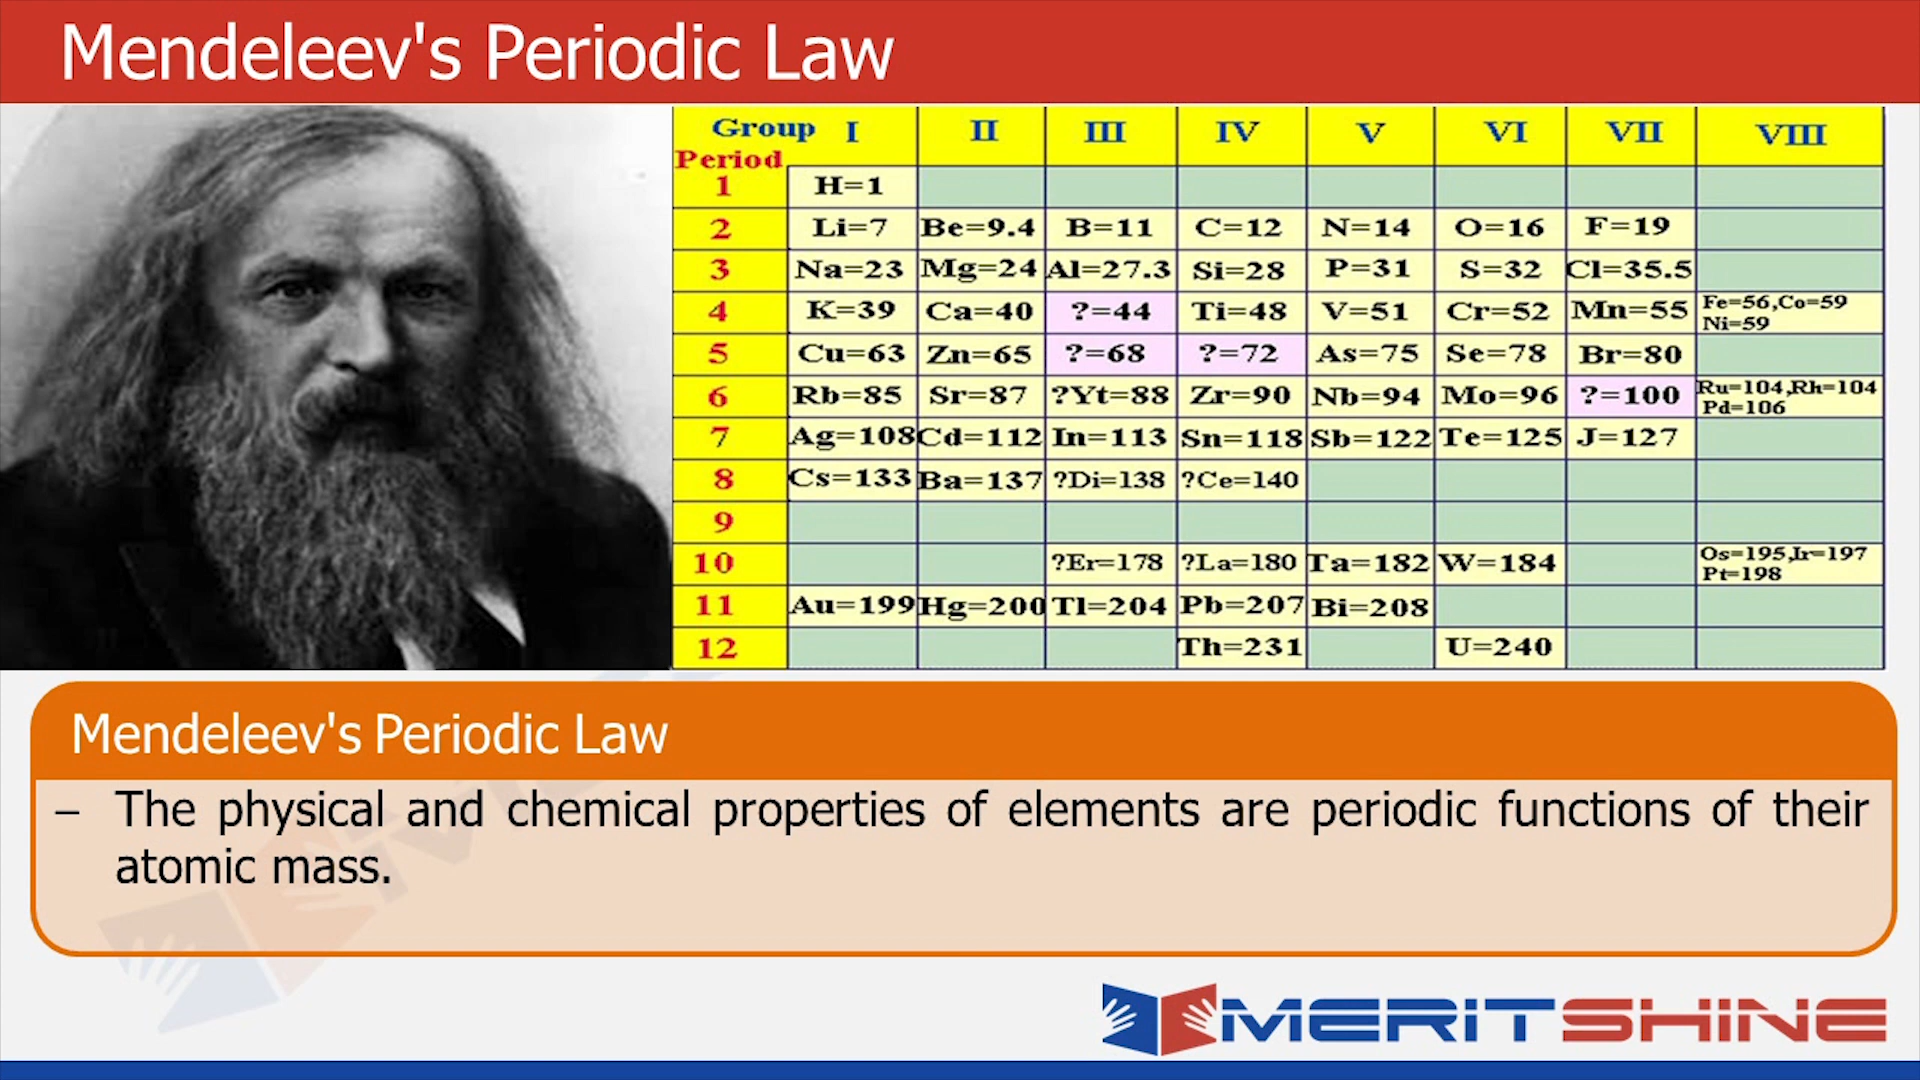 Mendeleev's Periodic Law
Group I II III IV V VI VII VIII
Period
1 H=1
2 Li=7 Be=9.4 B=11 C=12 N=14 O=16 F=19
3 Na=23 Mg=24 Al=27.3 Si=28 P=31 S=32 Cl=35.5
4 K=39 Ca=40 ?=44 Ti=48 V=51 Cr=52 Mn=55 Fe=56,Co=59
Ni=59
5 Cu=63 Zn=65 ?=68 ?=72 As=75 Se=78 Br=80
6 Rb=85 Sr=87 ?Yt=88 Zr=90 Nb=94 Mo=96 ?=100 Ru=104,Rh=104
Pd=106
7 Ag=108 Cd=112 In=113 Sn=118 Sb=122 Te=125 J=127
8 Cs=133 Ba=137 ?Di=138 ?Ce=140
9
10 ?Er=178 ?La=180 Ta=182 W=184 Os=195,Ir=197
Pt=198
11 Au=199 Hg=200 Tl=204 Pb=207 Bi=208
12 Th=231 U=240
Mendeleev's Periodic Law
– The physical and chemical properties of elements are periodic functions of their
atomic mass.
MERITSHINE